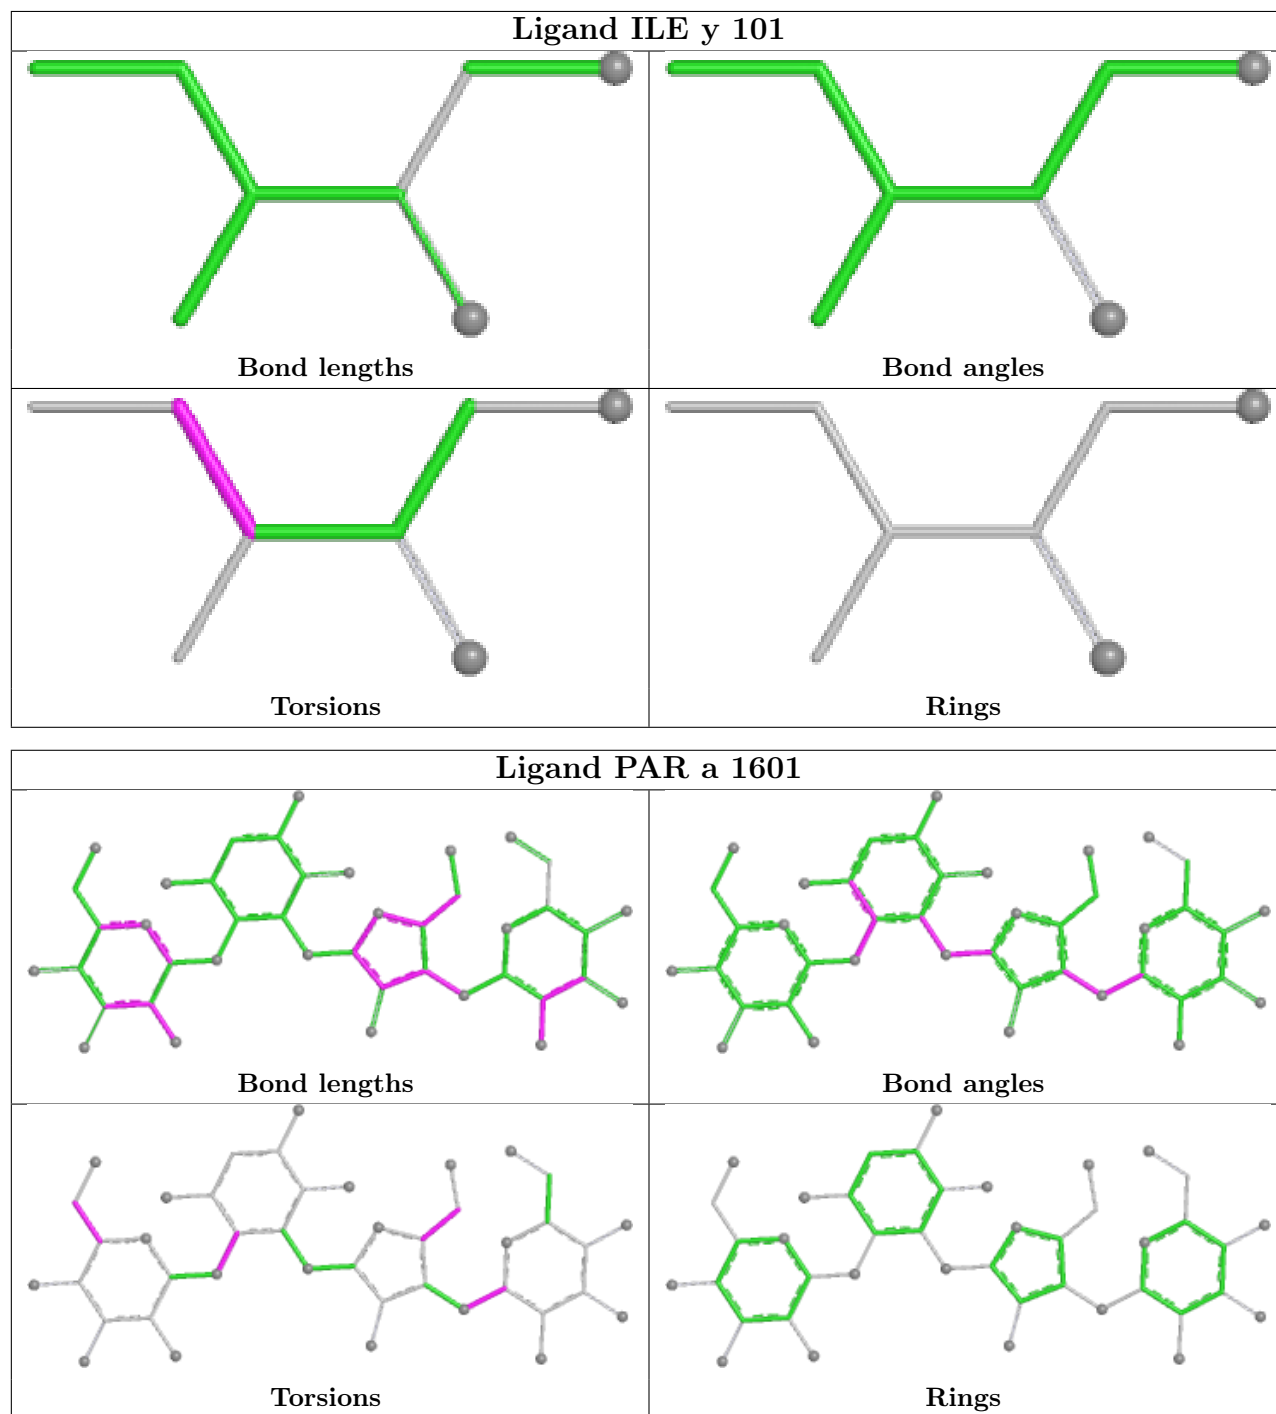 Ligand ILE y 101
Bond lengths
Bond angles
Torsions
Rings
Ligand PAR a 1601
Bond lengths
Bond angles
Torsions
Rings